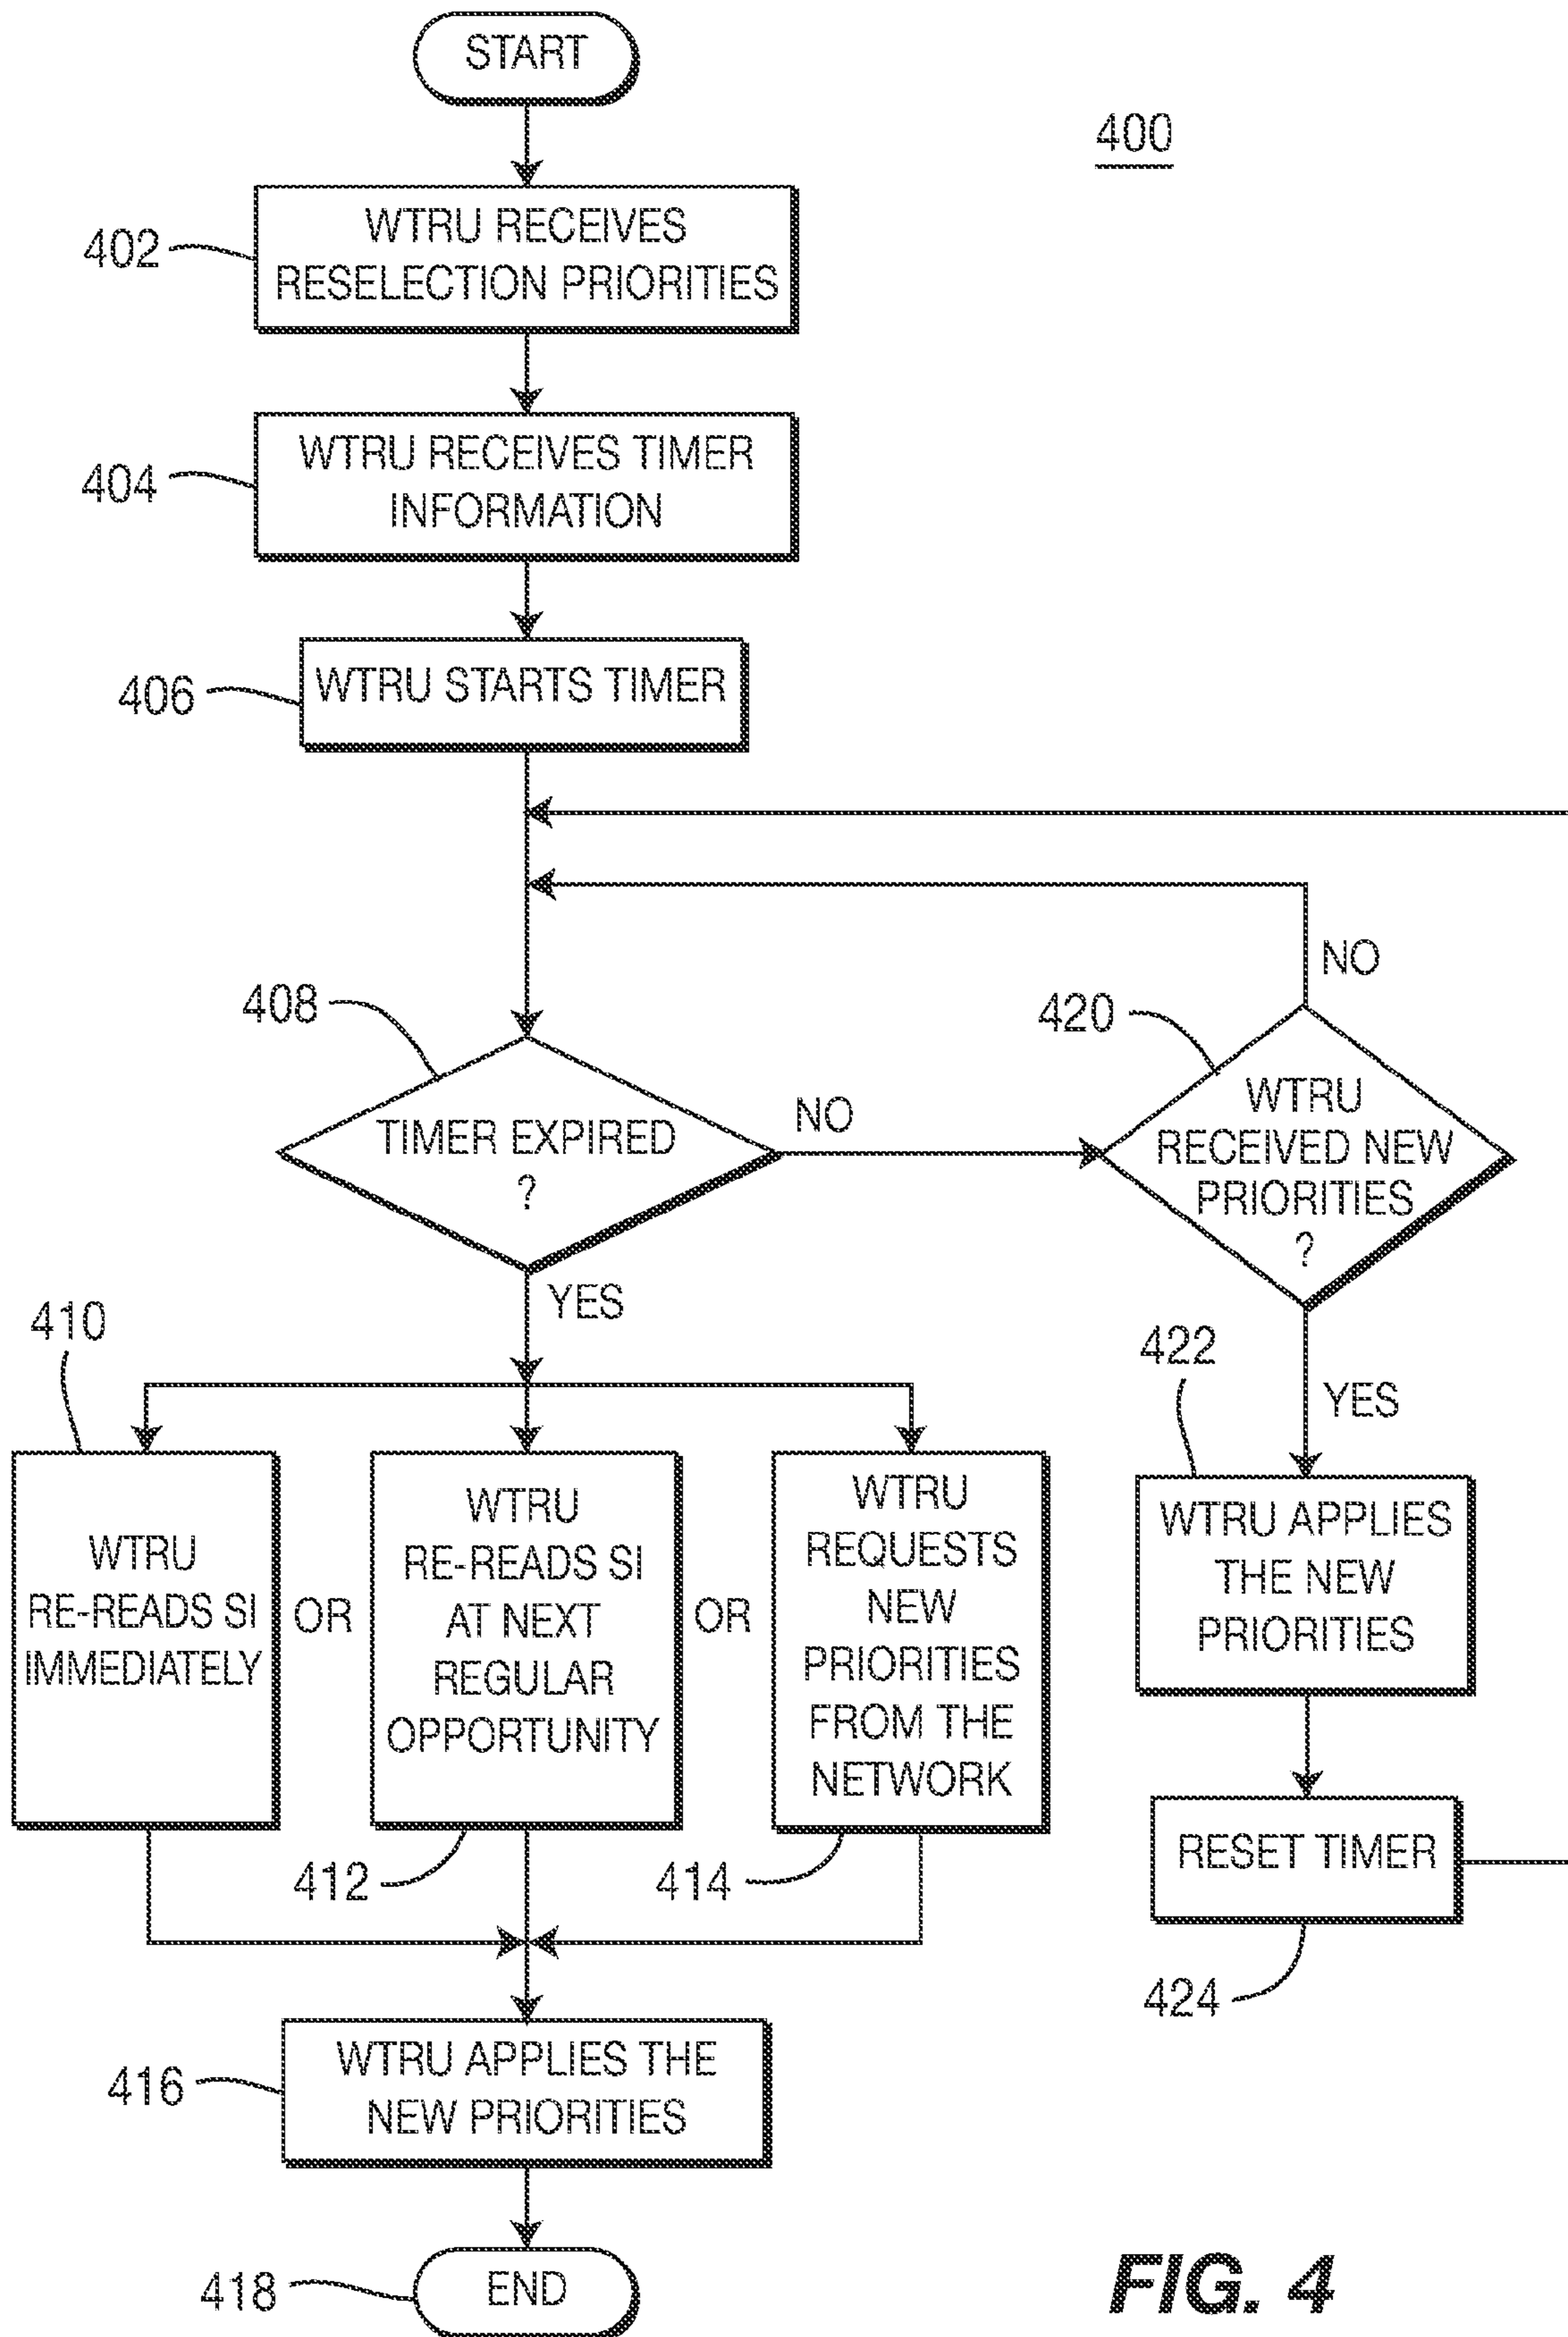 START
400
402
WTRU RECEIVES
RESELECTION PRIORITIES
404
WTRU RECEIVES TIMER
INFORMATION
406
WTRU STARTS TIMER
NO
408
420
TIMER EXPIRED
?
NO
WTRU
RECEIVED NEW
PRIORITIES
?
YES
410
422
YES
WTRU
RE-READS SI
IMMEDIATELY
OR
WTRU
RE-READS SI
AT NEXT
REGULAR
OPPORTUNITY
OR
WTRU
REQUESTS
NEW
PRIORITIES
FROM THE
NETWORK
WTRU APPLIES
THE NEW
PRIORITIES
412
414
RESET TIMER
424
416
WTRU APPLIES THE
NEW PRIORITIES
418
END
FIG. 4